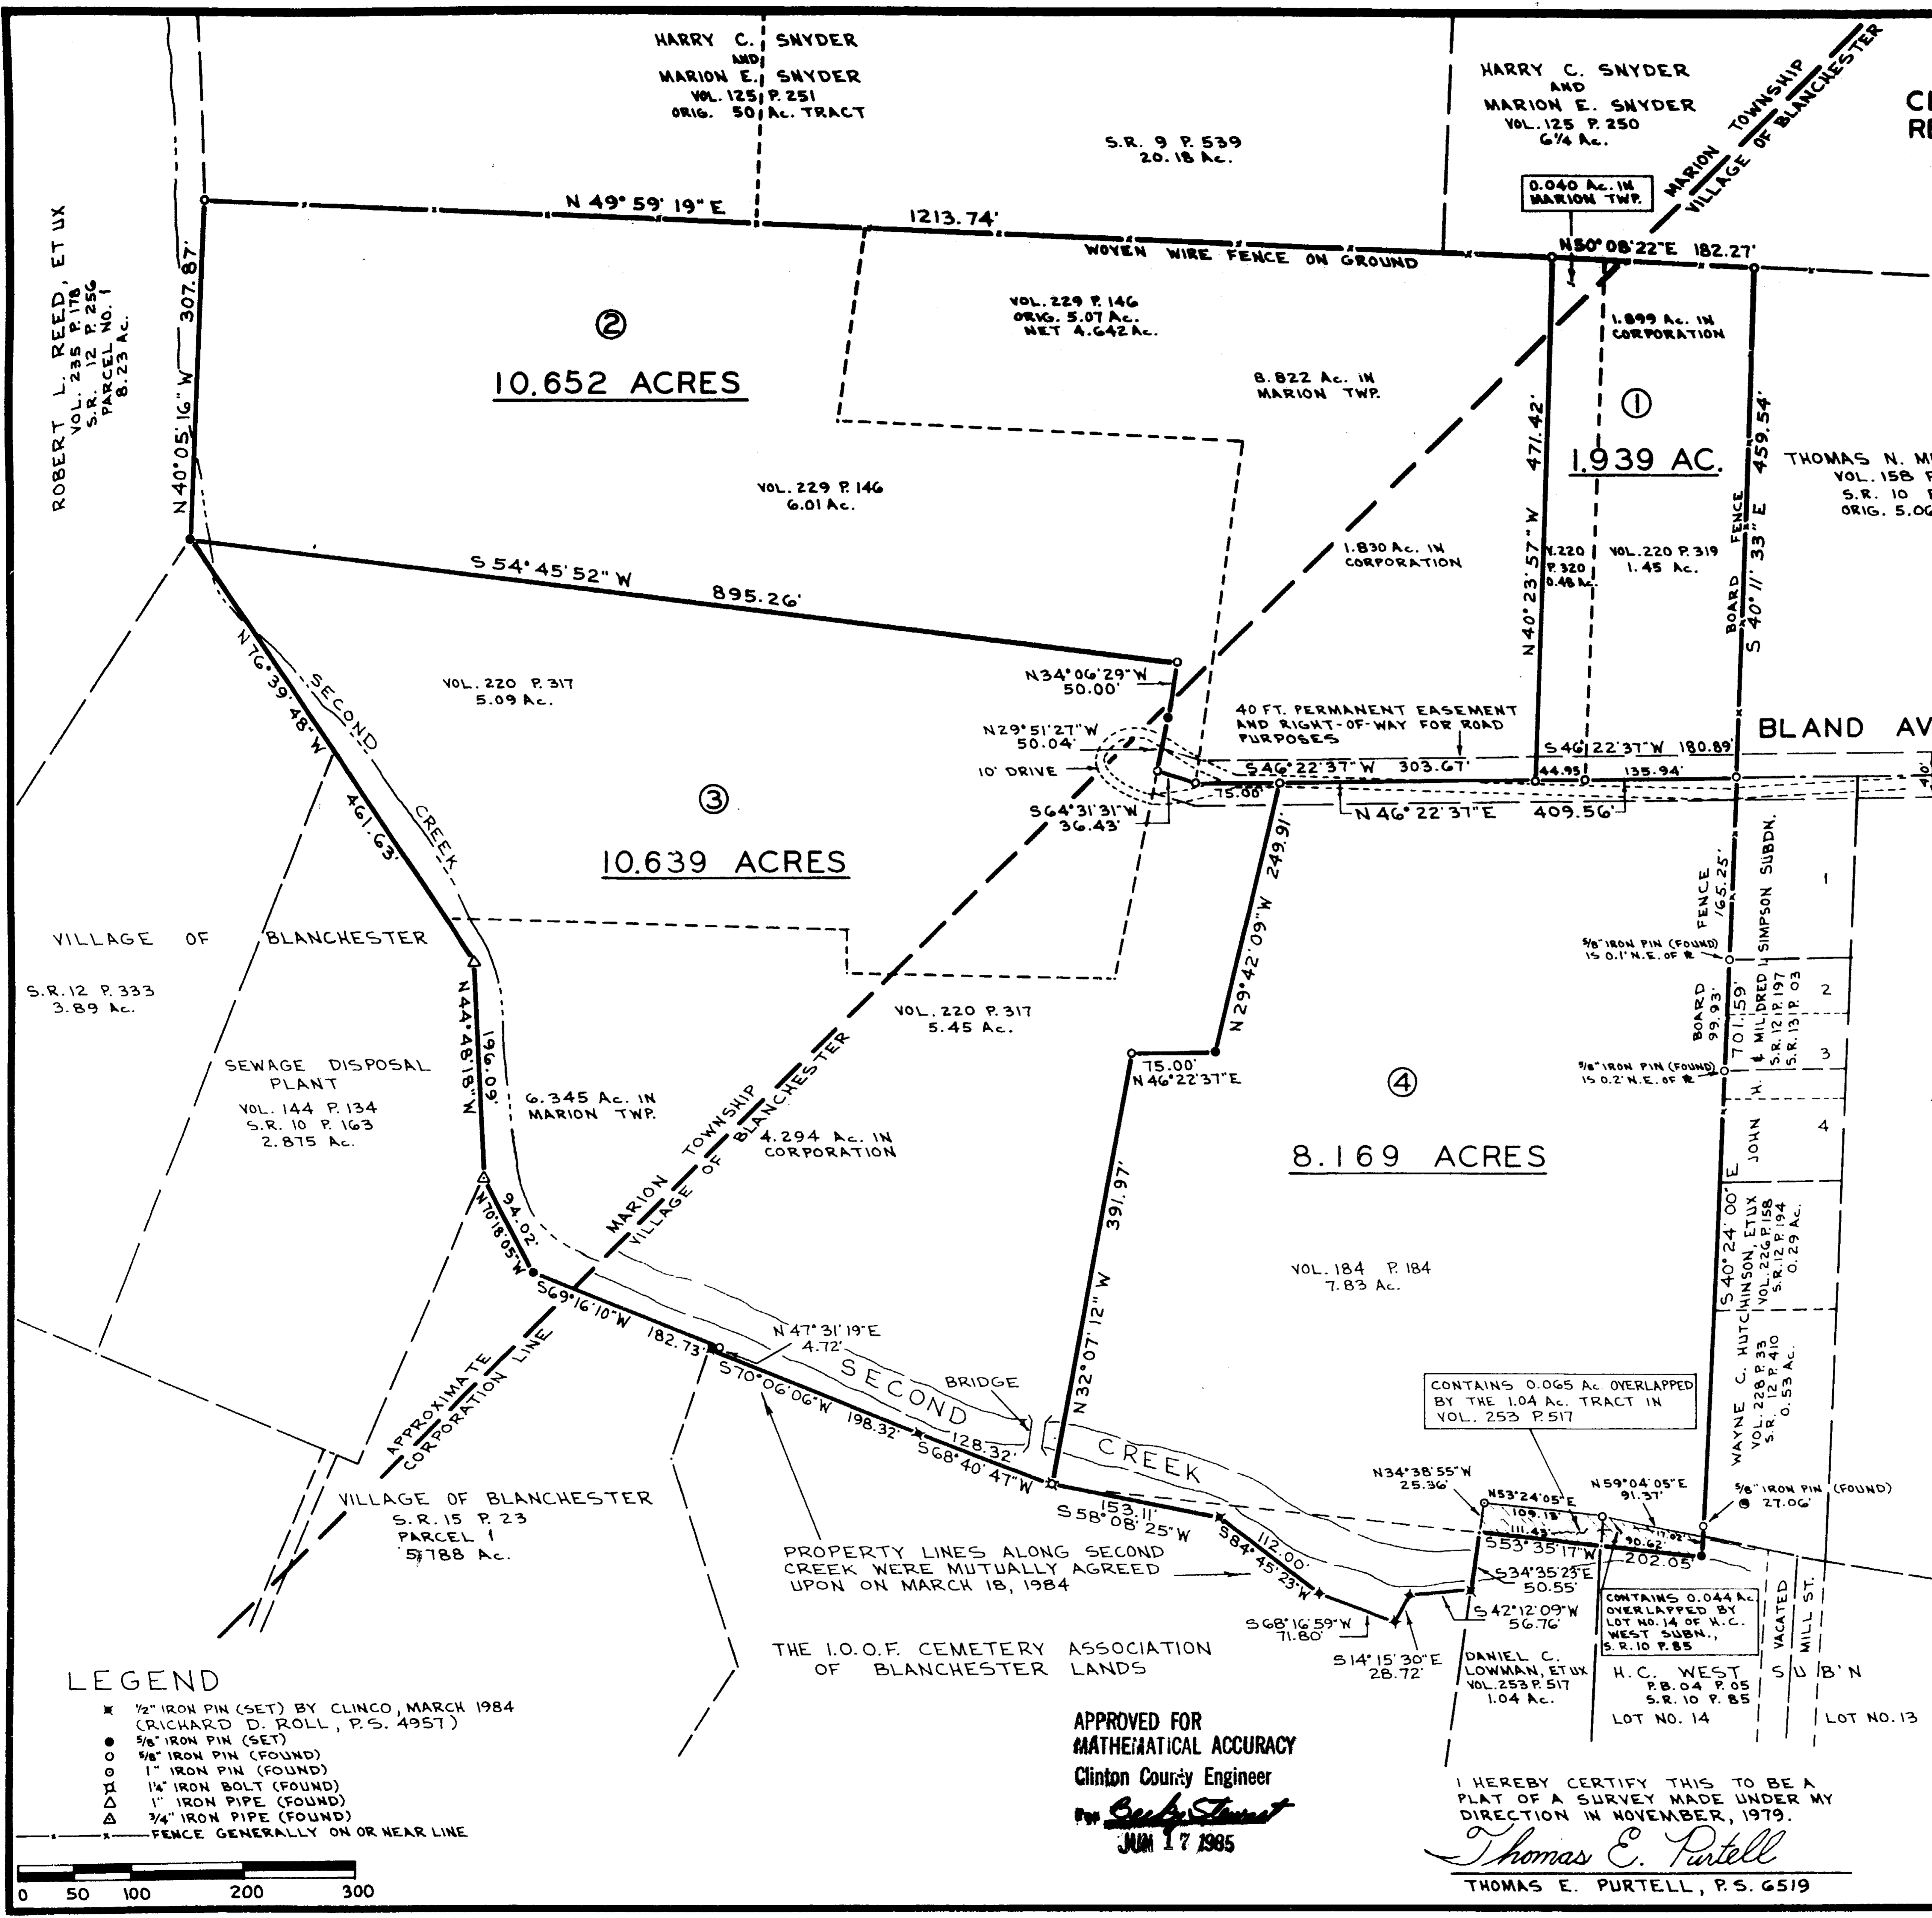 HARRY C. SNYDER
AND
MARION E. SNYDER
VOL. 125 P. 251
ORIG. 50 Ac. TRACT
S.R. 9 P. 539
20.18 Ac.
HARRY C. SNYDER
AND
MARION E. SNYDER
VOL. 125 P. 250
6¼ Ac.
MARION TOWNSHIP
VILLAGE OF BLANCHESTER
0.040 Ac. IN
MARION TWP.
N 49° 59' 19" E
1213.74'
WOVEN WIRE FENCE ON GROUND
N50°08'22"E 182.27'
ROBERT L. REED, ET UX
VOL. 235 P. 178
S.R. 12 P. 256
PARCEL NO. 1
8.23 Ac.
N 40° 05' 16" W 307.87'
2
10.652 ACRES
VOL. 229 P. 146
ORIG. 5.07 Ac.
NET 4.642 Ac.
8.822 Ac. IN
MARION TWP.
VOL. 229 P. 146
6.01 Ac.
1.899 Ac. IN
CORPORATION
1
1.939 AC.
N 40° 23' 57" W 471.42'
BOARD FENCE
S 40° 11' 33" E 459.54'
THOMAS N.
VOL. 158
S.R. 10
ORIG. 5.06
1.830 Ac. IN
CORPORATION
V.220
P. 320
0.48 Ac.
VOL. 220 P. 319
1.45 Ac.
S 54° 45' 52" W
895.26'
N34°06'29"W
50.00'
N29°51'27"W
50.04'
10' DRIVE
40 FT. PERMANENT EASEMENT
AND RIGHT-OF-WAY FOR ROAD
PURPOSES
BLAND AV
S 46° 22'37"W 180.89'
S 46°22'37"W 303.67'
44.95' 135.94'
75.00'
40'
S64°31'31"W
36.43'
N 46° 22'37"E 409.56'
N 76° 39' 48" W
461.63'
SECOND CREEK
VOL. 220 P. 317
5.09 Ac.
3
10.639 ACRES
N 29° 42' 09" W 249.91'
VILLAGE OF BLANCHESTER
S.R. 12 P. 333
3.89 Ac.
SEWAGE DISPOSAL
PLANT
VOL. 144 P. 134
S.R. 10 P. 163
2.875 Ac.
N 44° 48' 18" W
196.09'
6.345 Ac. IN
MARION TWP.
VOL. 220 P. 317
5.45 Ac.
MARION TOWNSHIP
VILLAGE OF BLANCHESTER
4.294 Ac. IN
CORPORATION
75.00'
N 46° 22'37"E
4
8.169 ACRES
VOL. 184 P. 184
7.83 Ac.
N 32° 07' 12" W 391.97'
FENCE
165.25'
5/8" IRON PIN (FOUND)
IS 0.1' N.E. OF ℄
BOARD
99.93'
5/8" IRON PIN (FOUND)
IS 0.2' N.E. OF ℄
S 40° 24' 00" E 701.59'
JOHN H. & MILDRED L. SIMPSON SUBDN.
S.R. 12 P. 197
S.R. 13 P. 03
1
2
3
4
WAYNE C. HUTCHINSON, ET UX
VOL. 226 P. 158
S.R. 12 P. 194
0.29 Ac.
VOL. 228 P. 33
S.R. 12 P. 410
0.53 Ac.
N70°18'05"W
94.02'
S69°16'10"W
182.73'
N 47° 31' 19" E
4.72'
S 70° 06' 06" W 198.32'
SECOND CREEK
BRIDGE
128.32'
S 68° 40' 47" W
APPROXIMATE
CORPORATION LINE
VILLAGE OF BLANCHESTER
S.R. 15 P. 23
PARCEL 1
5.788 Ac.
CONTAINS 0.065 Ac. OVERLAPPED
BY THE 1.04 Ac. TRACT IN
VOL. 253 P. 517
N34°38'55"W
25.36'
N53°24'05"E
109.13'
111.43'
N59°04'05"E
91.37'
5/8" IRON PIN (FOUND)
@ 27.06'
17.02'
90.62'
S 53° 35' 17" W 202.05'
153.11'
S 58° 08' 25" W
112.00'
S 84° 45' 23" W
S34°35'23"E
50.55'
S 42° 12' 09" W
56.76'
S 68° 16' 59" W
71.80'
S 14° 15' 30" E
28.72'
CONTAINS 0.044 Ac.
OVERLAPPED BY
LOT NO. 14 OF H.C.
WEST SUBN.,
S.R. 10 P. 85
PROPERTY LINES ALONG SECOND
CREEK WERE MUTUALLY AGREED
UPON ON MARCH 18, 1984
THE I.O.O.F. CEMETERY ASSOCIATION
OF BLANCHESTER LANDS
DANIEL C.
LOWMAN, ET UX
VOL. 253 P. 517
1.04 Ac.
H.C. WEST SUB'N
P.B. 04 P. 05
S.R. 10 P. 85
LOT NO. 14
VACATED
MILL ST.
LOT NO. 13
LEGEND
1/2" IRON PIN (SET) BY CLINCO, MARCH 1984
(RICHARD D. ROLL, P.S. 4957)
5/8" IRON PIN (SET)
5/8" IRON PIN (FOUND)
1" IRON PIN (FOUND)
1¼" IRON BOLT (FOUND)
1" IRON PIPE (FOUND)
3/4" IRON PIPE (FOUND)
FENCE GENERALLY ON OR NEAR LINE
0 50 100 200 300
APPROVED FOR
MATHEMATICAL ACCURACY
Clinton County Engineer
Per Becky Stewart
JUN 17 1985
I HEREBY CERTIFY THIS TO BE A
PLAT OF A SURVEY MADE UNDER MY
DIRECTION IN NOVEMBER, 1979.
Thomas E. Purtell
THOMAS E. PURTELL, P.S. 6519